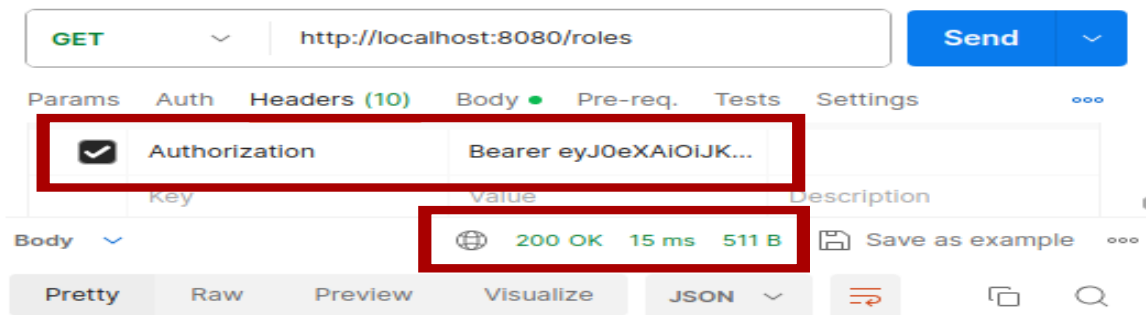 GET http://localhost:8080/roles Send
Params Auth Headers (10) Body Pre-req. Tests Settings
Authorization Bearer eyJ0eXAiOiJK...
Key Value Description
Body 200 OK 15 ms 511 B Save as example
Pretty Raw Preview Visualize JSON